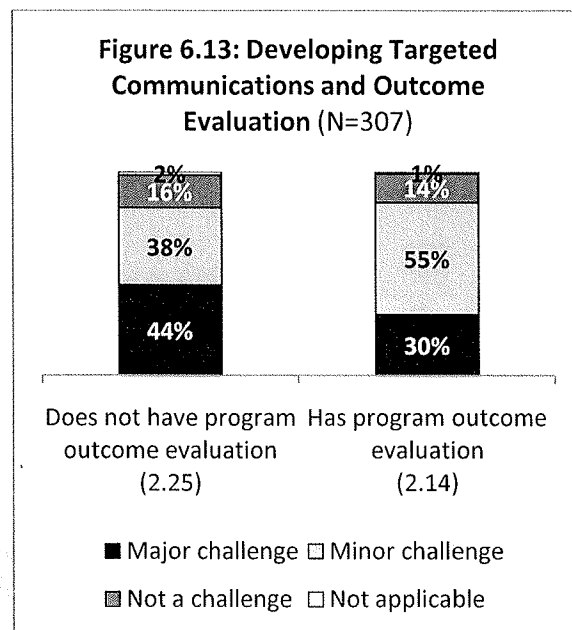 Figure 6.13: Developing Targeted
Communications and Outcome
Evaluation (N=307)
2%
1%
16%
14%
38%
55%
44%
30%
Does not have program
outcome evaluation
(2.25)
Has program outcome
evaluation
(2.14)
■ Major challenge □ Minor challenge
■ Not a challenge □ Not applicable